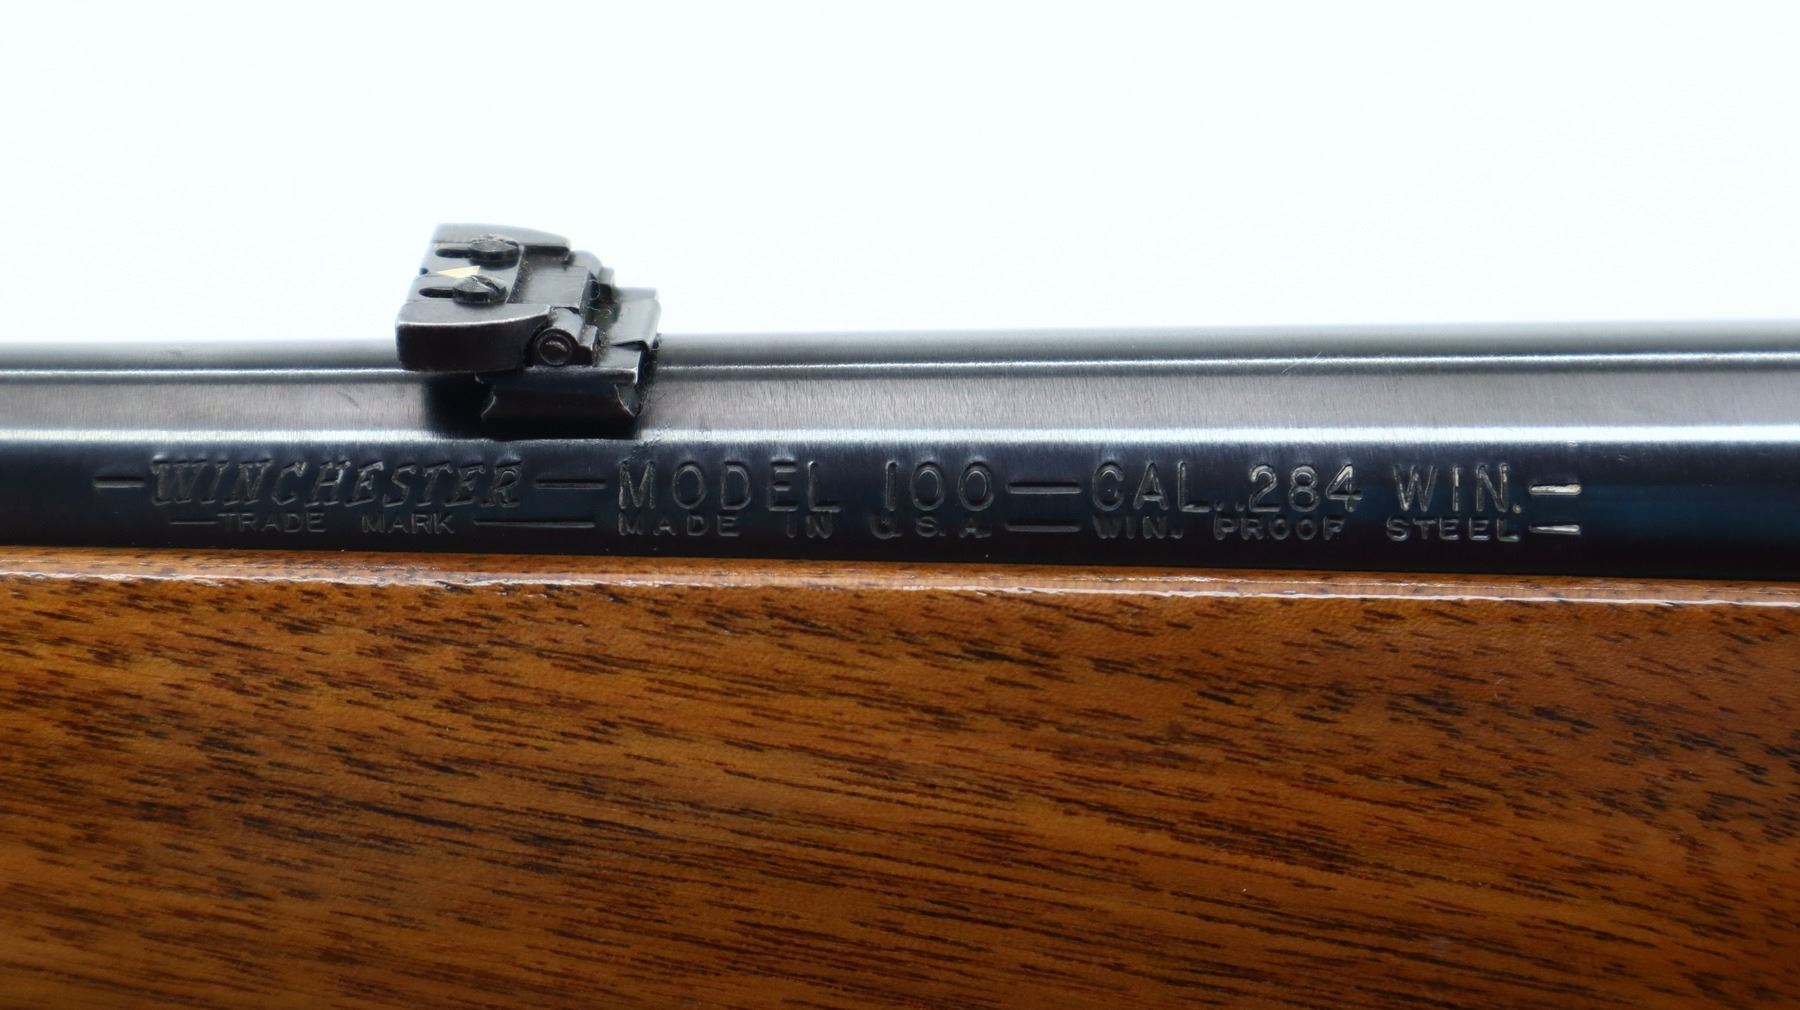 —WINCHESTER—MODEL 100—CAL..284 WIN.—
—TRADE MARK—MADE IN U.S.A.—WIN. PROOF STEEL—